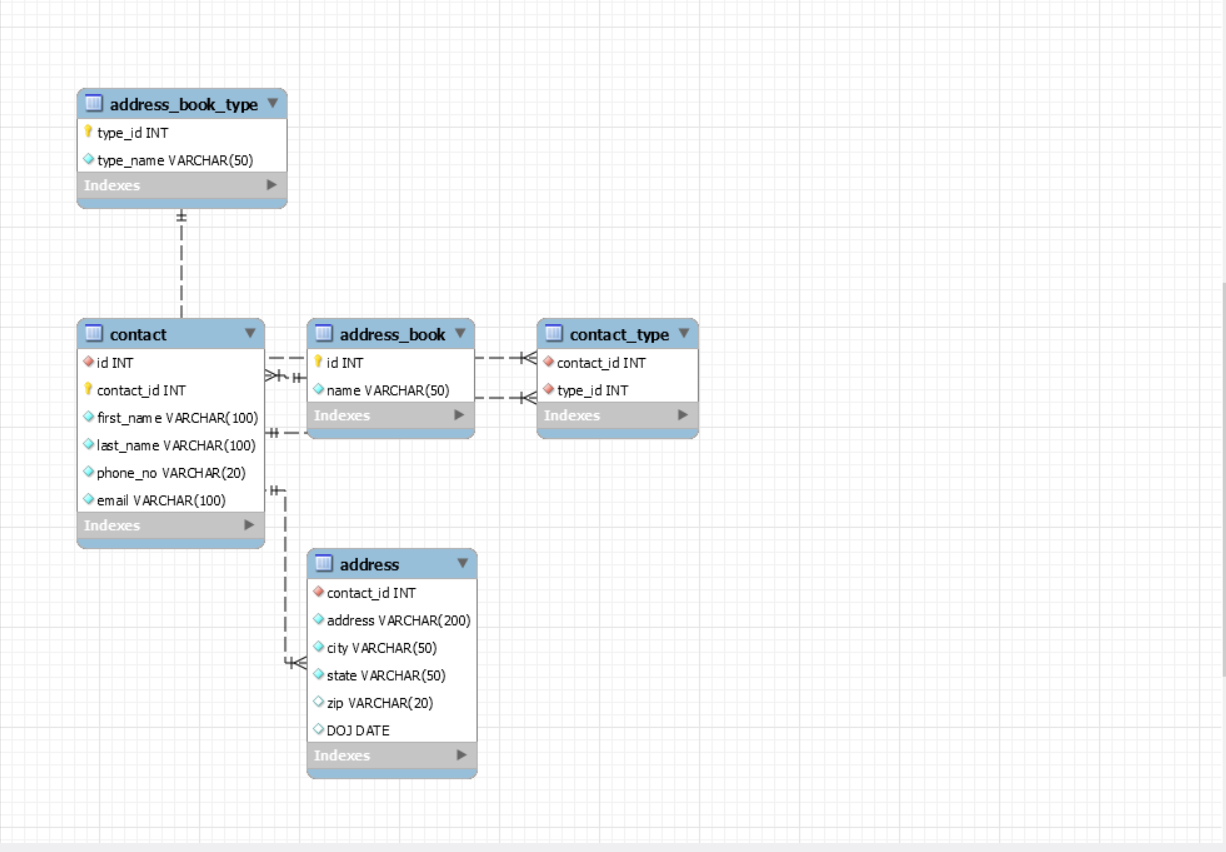 address_book_type
type_id INT
type_name VARCHAR(50)
Indexes
contact
id INT
contact_id INT
first_name VARCHAR(100)
last_name VARCHAR(100)
phone_no VARCHAR(20)
email VARCHAR(100)
Indexes
address_book
id INT
name VARCHAR(50)
Indexes
contact_type
contact_id INT
type_id INT
Indexes
address
contact_id INT
address VARCHAR(200)
city VARCHAR(50)
state VARCHAR(50)
zip VARCHAR(20)
DOJ DATE
Indexes